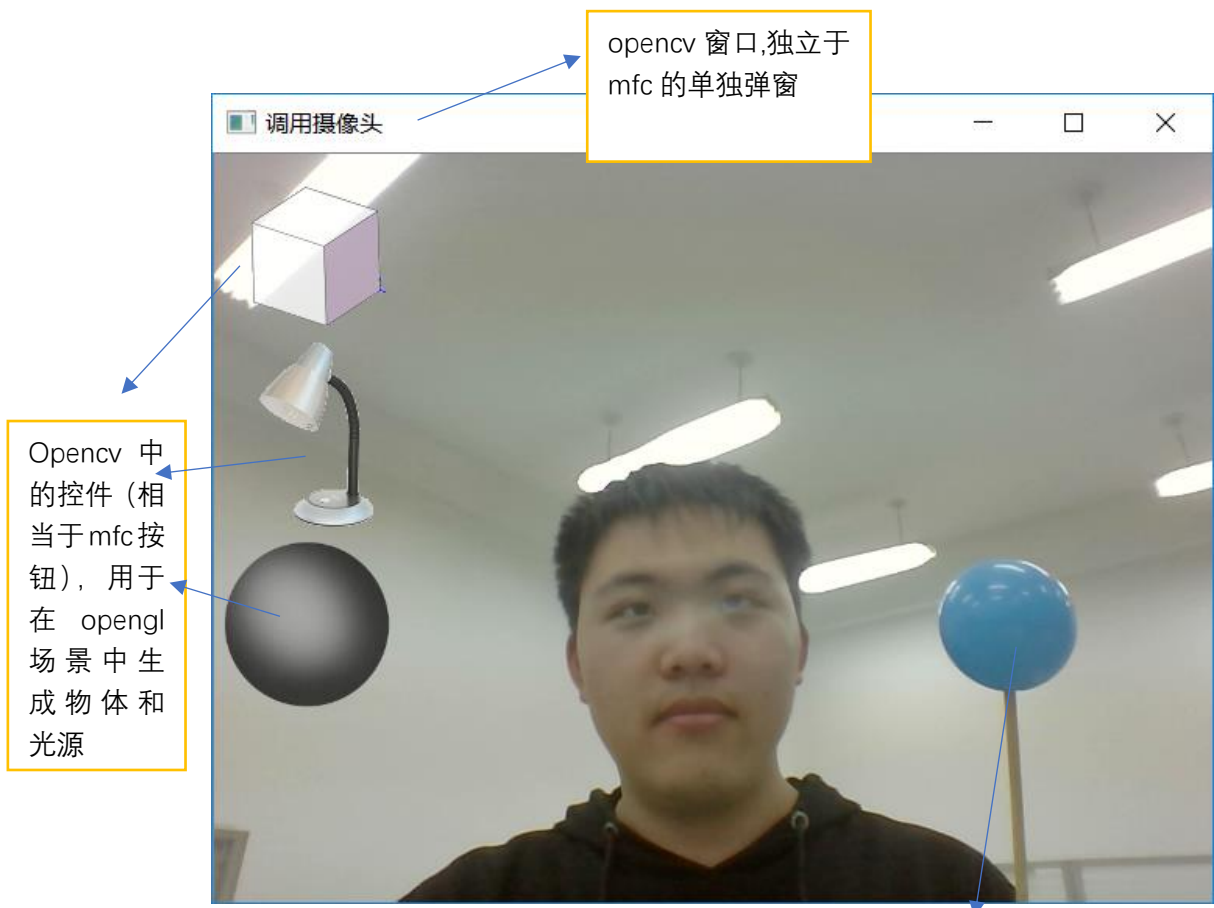 opencv 窗口,独立于
mfc 的单独弹窗
调用摄像头
Opencv 中
的控件（相
当于mfc按
钮），用于
在 opengl
场景中生
成物体和
光源